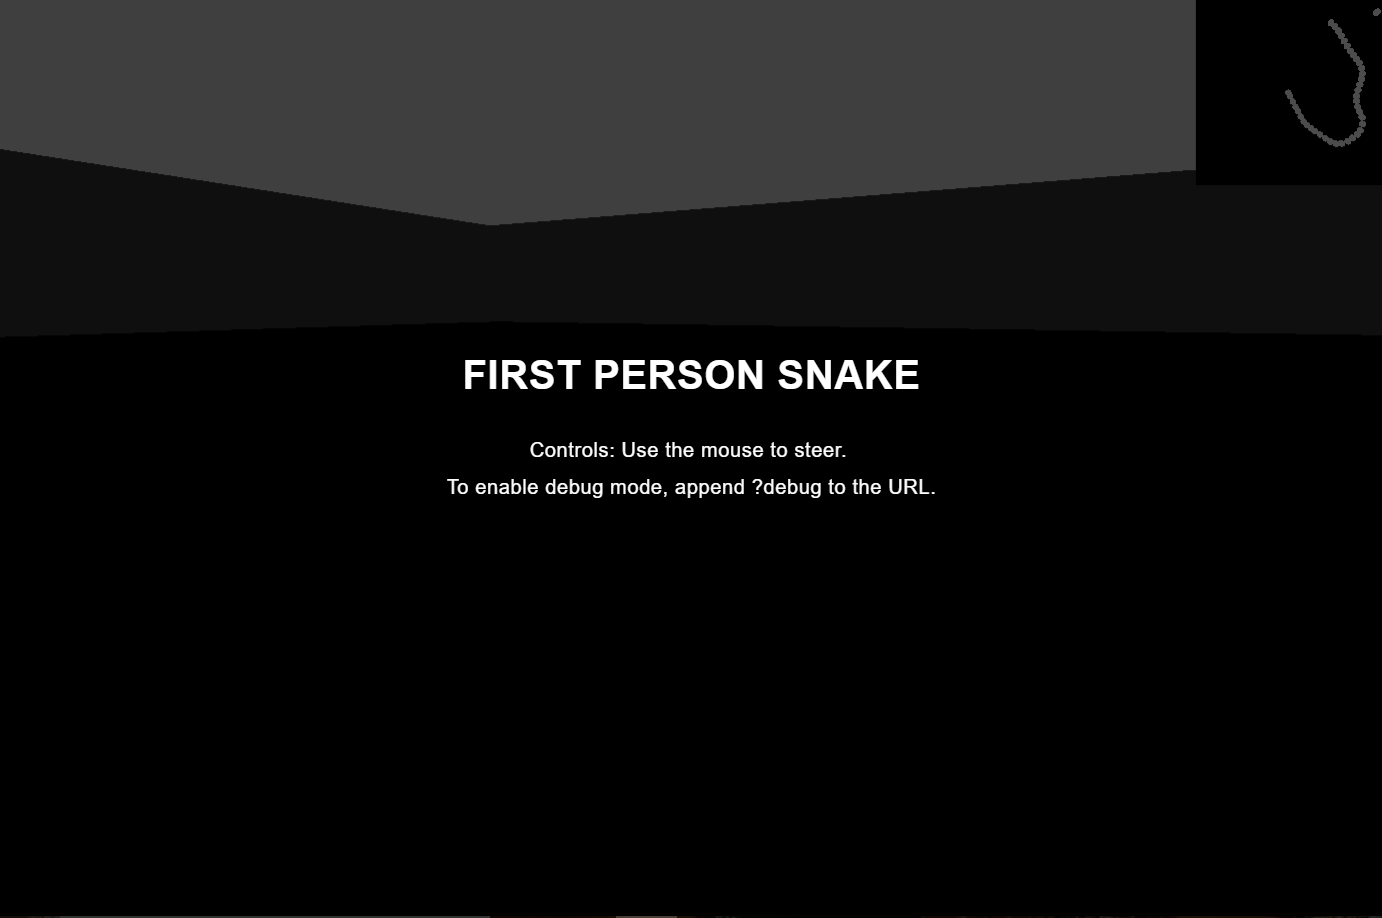 FIRST PERSON SNAKE
Controls: Use the mouse to steer.
To enable debug mode, append ?debug to the URL.